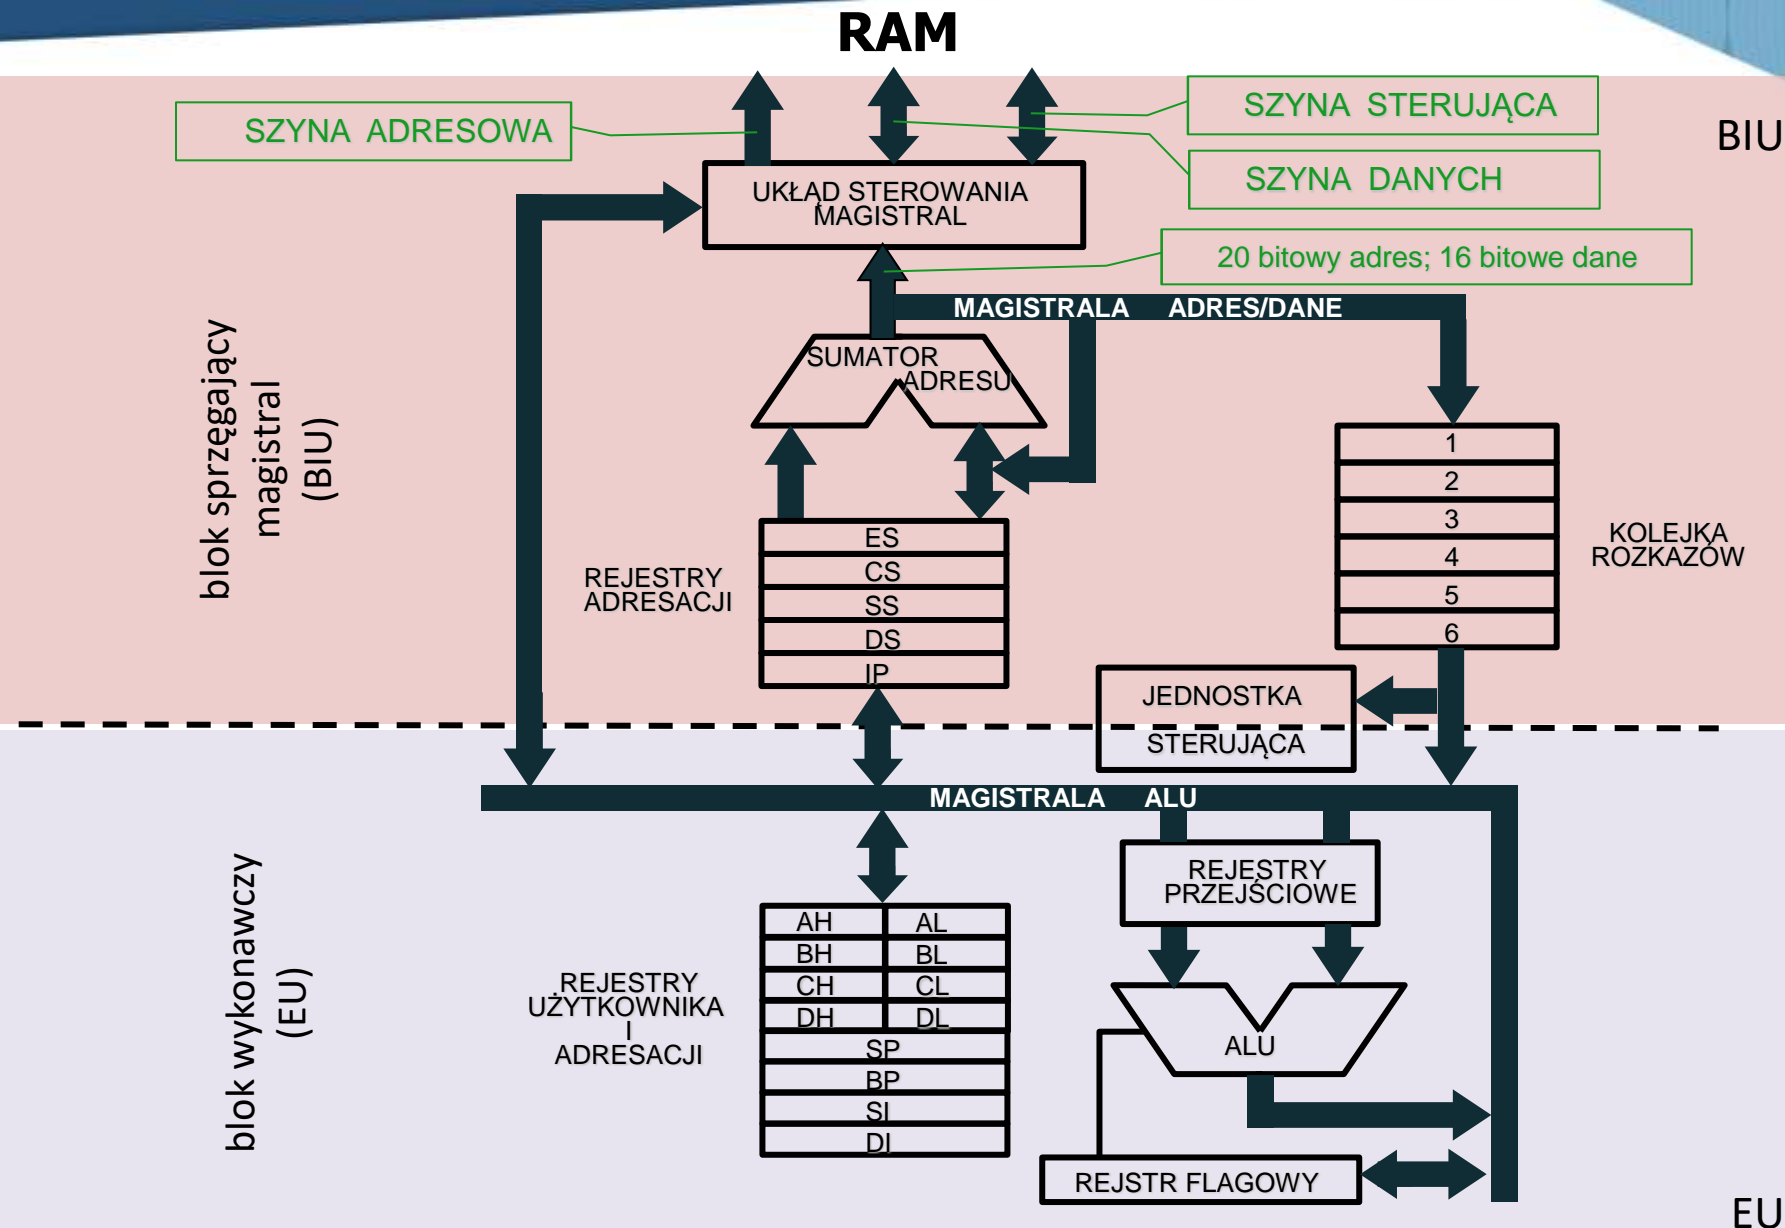 RAM
SZYNA ADRESOWA
SZYNA STERUJĄCA
BIU
SZYNA DANYCH
UKŁĄD STEROWANIA
MAGISTRAL
20 bitowy adres; 16 bitowe dane
MAGISTRALA ADRES/DANE
SUMATOR
ADRESU
blok sprzęgający
magistral
(BIU)
REJESTRY
ADRESACJI
ES
CS
SS
DS
IP
1
2
3
4
5
6
KOLEJKA
ROZKAZÓW
JEDNOSTKA
STERUJĄCA
MAGISTRALA ALU
blok wykonawczy
(EU)
REJESTRY
UŻYTKOWNIKA
I
ADRESACJI
AH AL
BH BL
CH CL
DH DL
SP
BP
SI
DI
REJESTRY
PRZEJŚCIOWE
ALU
REJSTR FLAGOWY
EU